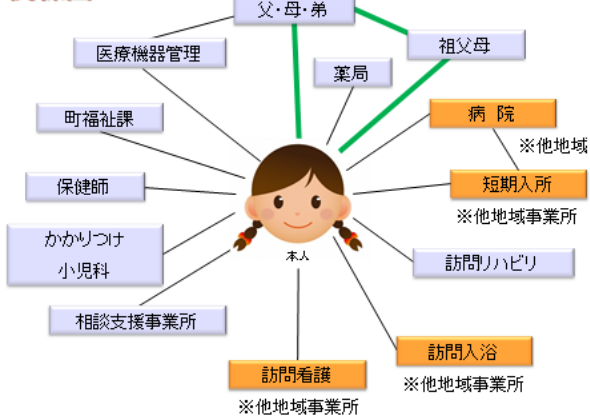 父・母・弟
医療機器管理
祖父母
薬局
町福祉課
病 院
※他地域
保健師
短期入所
※他地域事業所
かかりつけ
小児科
本人
訪問リハビリ
相談支援事業所
訪問入浴
※他地域事業所
訪問看護
※他地域事業所